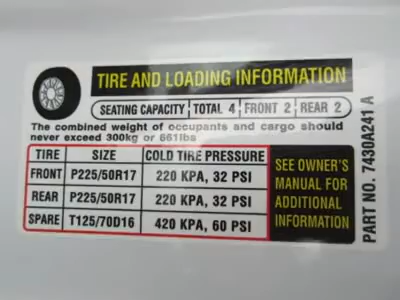 TIRE AND LOADING INFORMATION
SEATING CAPACITY TOTAL 4 FRONT 2 REAR 2
The combined weight of occupants and cargo should
never exceed 300kg or 661lbs
TIRE SIZE COLD TIRE PRESSURE
FRONT P225/50R17 220 KPA, 32 PSI
REAR P225/50R17 220 KPA, 32 PSI
SPARE T125/70D16 420 KPA, 60 PSI
SEE OWNER'S
MANUAL FOR
ADDITIONAL
INFORMATION
PART NO. 7430A241 A